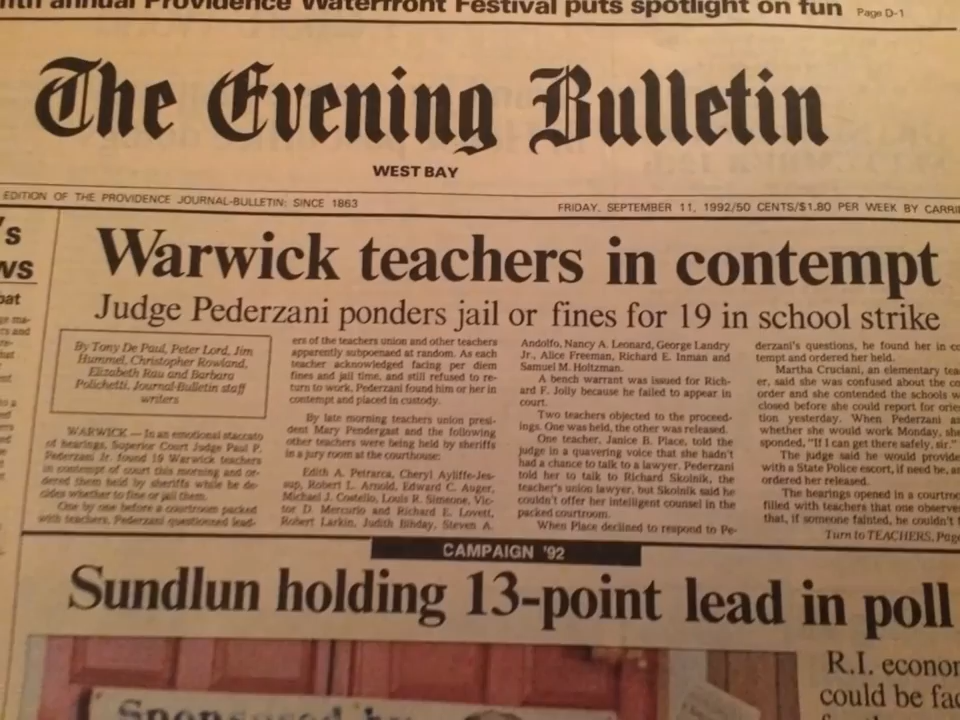 nth annual Providence Waterfront Festival puts spotlight on fun Page D-1
The Evening Bulletin
WEST BAY
EDITION OF THE PROVIDENCE JOURNAL-BULLETIN; SINCE 1863
FRIDAY, SEPTEMBER 11, 1992/50 CENTS/$1.80 PER WEEK BY CARRIE
's
ws
Warwick teachers in contempt
Judge Pederzani ponders jail or fines for 19 in school strike
By Tony De Paul, Peter Lord, Jim
Hummel, Christopher Rowland,
Elizabeth Rau and Barbara
Polichetti, Journal-Bulletin staff
writers
WARWICK — In an emotional staccato
of hearings, Superior Court Judge Paul P.
Pederzani Jr. found 19 Warwick teachers
in contempt of court this morning and or-
dered them held by sheriffs while he de-
cides whether to fine or jail them.
One by one before a courtroom packed
with teachers, Pederzani questioned lead-
ers of the teachers union and other teachers
apparently subpoenaed at random. As each
teacher acknowledged facing per diem
fines and jail time, and still refused to re-
turn to work, Pederzani found him or her in
contempt and placed in custody.
By late morning teachers union presi-
dent Mary Pendergast and the following
other teachers were being held by sheriffs
in a jury room at the courthouse:
Edith A. Petrarca, Cheryl Ayliffe-Jes-
sup, Robert L. Arnold, Edward C. Auger,
Michael J. Costello, Louis R. Simeone, Vic-
tor D. Mercurio and Richard E. Lovett,
Robert Larkin, Judith Bihday, Steven A.
Andolfo, Nancy A. Leonard, George Landry
Jr., Alice Freeman, Richard E. Inman and
Samuel M. Holtzman.
A bench warrant was issued for Rich-
ard F. Jolly because he failed to appear in
court.
Two teachers objected to the proceed-
ings. One was held, the other was released.
One teacher, Janice B. Place, told the
judge in a quavering voice that she hadn't
had a chance to talk to a lawyer. Pederzani
told her to talk to Richard Skolnik, the
teacher's union lawyer, but Skolnik said he
couldn't offer her intelligent counsel in the
packed courtroom.
When Place declined to respond to Pe-
derzani's questions, he found her in co
tempt and ordered her held.
Martha Cruciani, an elementary tea
er, said she was confused about the co
order and she contended the schools w
closed before she could report for orie
tion yesterday. When Pederzani as
whether she would work Monday, she
sponded, "If I can get there safely, sir."
The judge said he would provide
with a State Police escort, if need be, a
ordered her released.
The hearings opened in a courtroo
filled with teachers that one observe
that, if someone fainted, he couldn't
Turn to TEACHERS, Page
CAMPAIGN '92
Sundlun holding 13-point lead in poll
R.I. econom
could be fac
Sponsored by